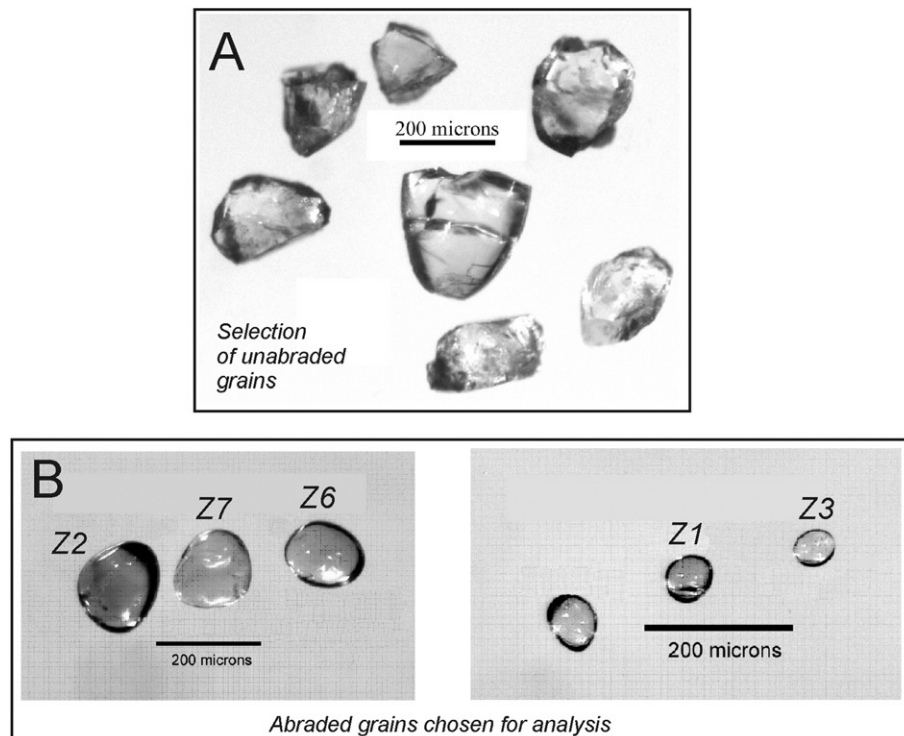 A
200 microns
Selection
of unabraded
grains
B
Z2
Z7
Z6
200 microns
Z1
Z3
200 microns
Abraded grains chosen for analysis